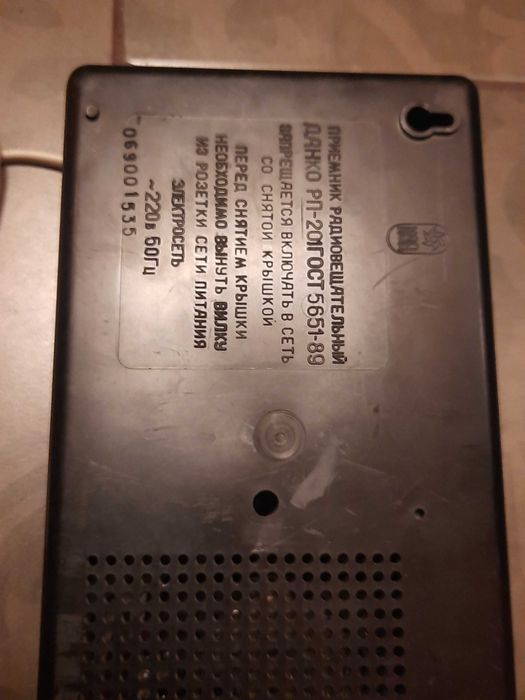 ПРИЕМНИК РАДИОВЕЩАТЕЛЬНЫЙ
ДАНКО РП-201 ГОСТ 5651-89
ЗАПРЕЩАЕТСЯ ВКЛЮЧАТЬ В СЕТЬ
СО СНЯТОЙ КРЫШКОЙ
ПЕРЕД СНЯТИЕМ КРЫШКИ
НЕОБХОДИМО ВЫНУТЬ ВИЛКУ
ИЗ РОЗЕТКИ СЕТИ ПИТАНИЯ
ЭЛЕКТРОСЕТЬ
~220В 50Гц
069001535